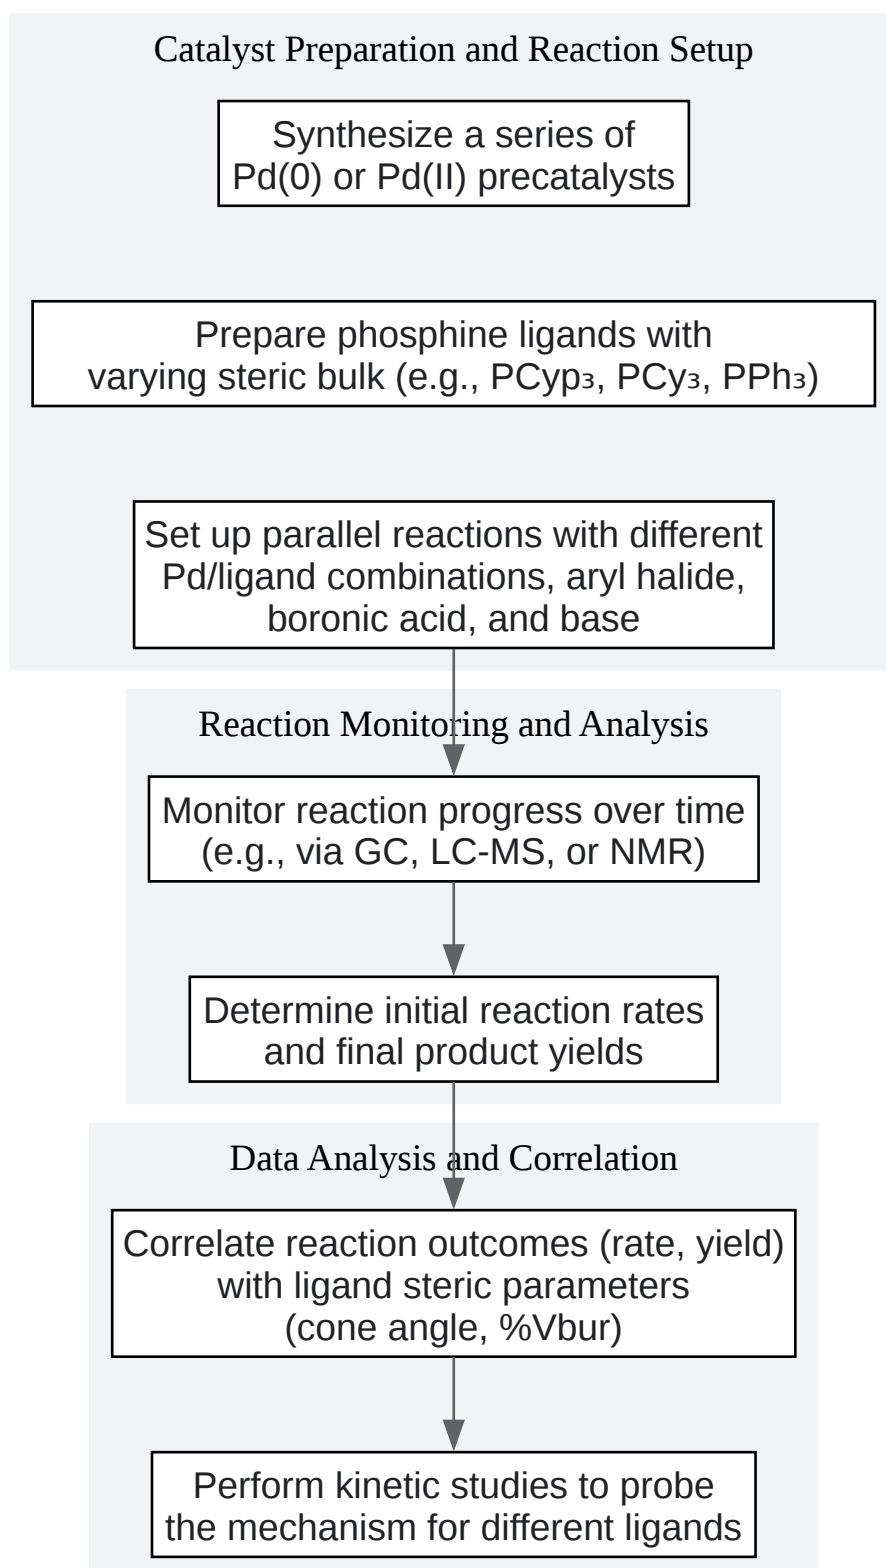 Catalyst Preparation and Reaction Setup
Synthesize a series of
Pd(0) or Pd(II) precatalysts
Prepare phosphine ligands with
varying steric bulk (e.g., PCyp₃, PCy₃, PPh₃)
Set up parallel reactions with different
Pd/ligand combinations, aryl halide,
boronic acid, and base
Reaction Monitoring and Analysis
Monitor reaction progress over time
(e.g., via GC, LC-MS, or NMR)
Determine initial reaction rates
and final product yields
Data Analysis and Correlation
Correlate reaction outcomes (rate, yield)
with ligand steric parameters
(cone angle, %Vbur)
Perform kinetic studies to probe
the mechanism for different ligands